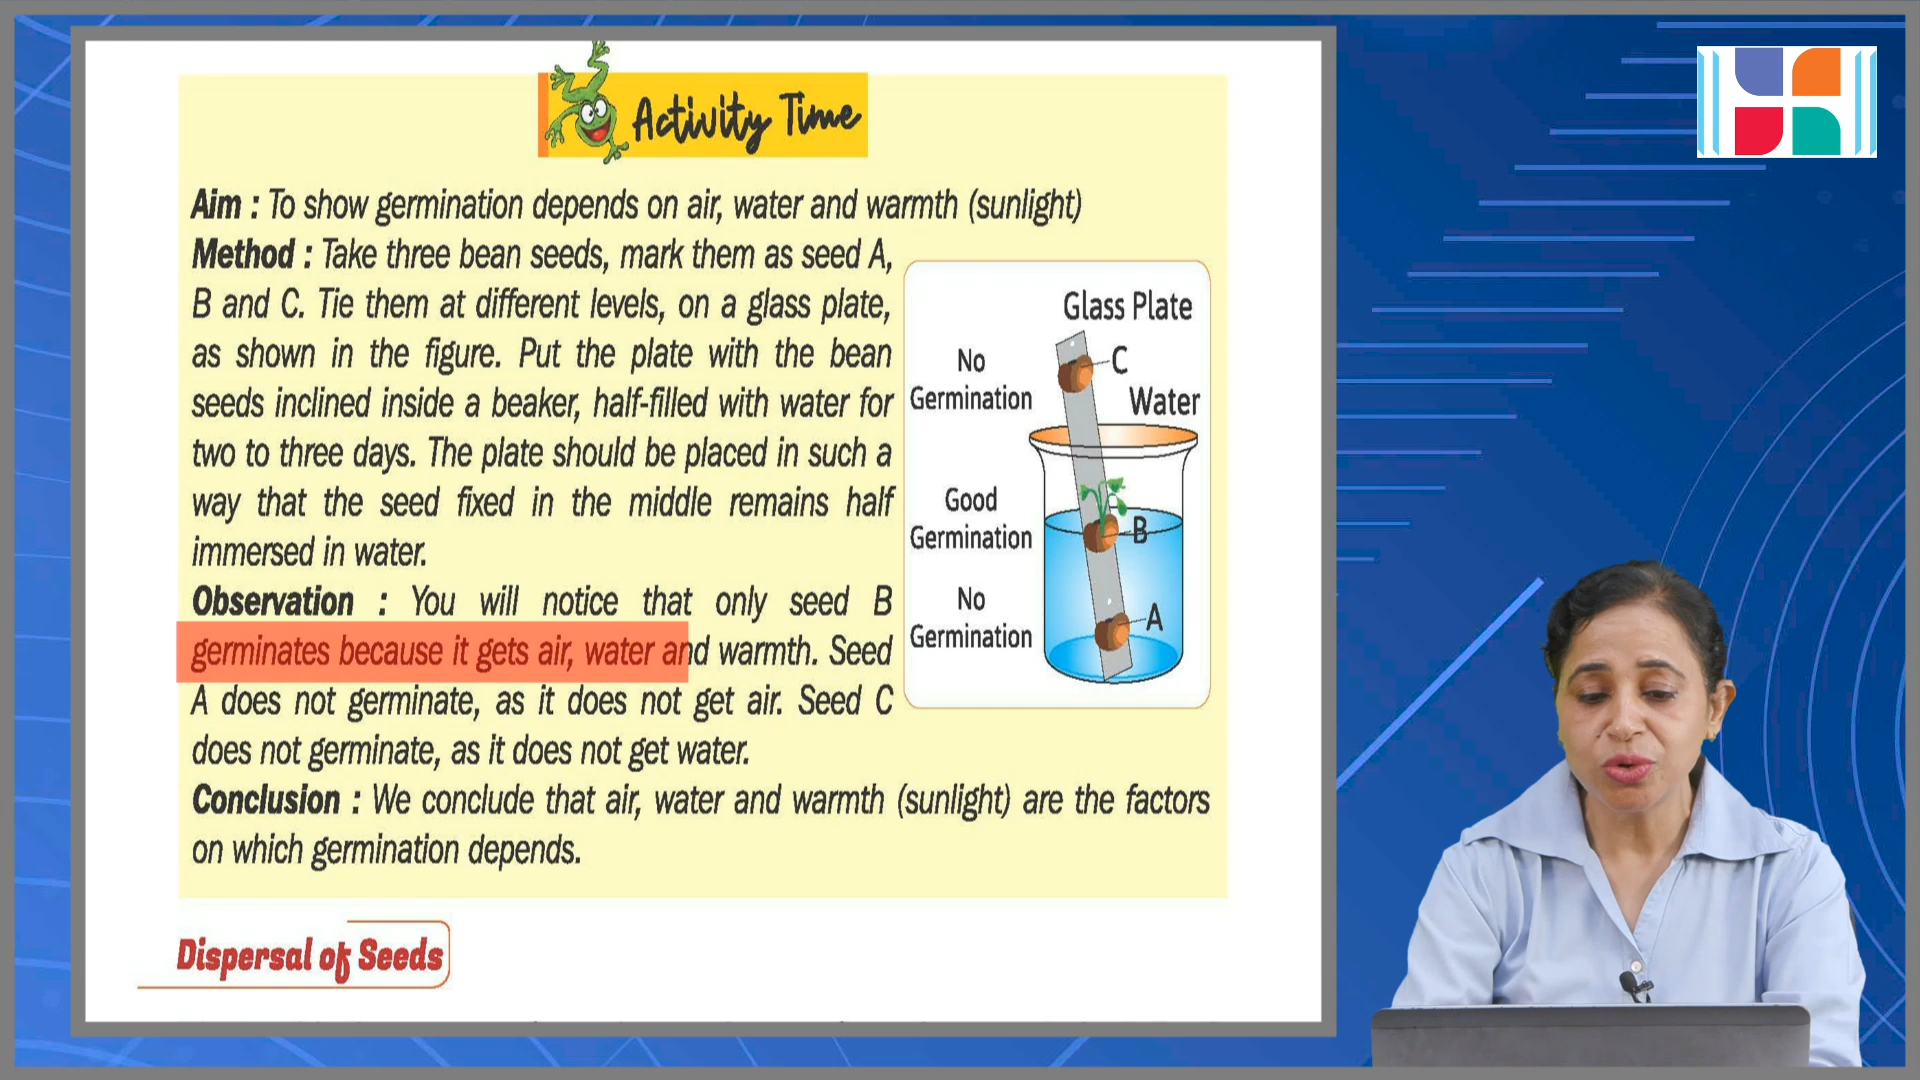 Activity Time
Aim : To show germination depends on air, water and warmth (sunlight)
Method : Take three bean seeds, mark them as seed A,
B and C. Tie them at different levels, on a glass plate,
as shown in the figure. Put the plate with the bean
seeds inclined inside a beaker, half-filled with water for
two to three days. The plate should be placed in such a
way that the seed fixed in the middle remains half
immersed in water.
Observation : You will notice that only seed B
germinates because it gets air, water and warmth. Seed
A does not germinate, as it does not get air. Seed C
does not germinate, as it does not get water.
Conclusion : We conclude that air, water and warmth (sunlight) are the factors
on which germination depends.
Glass Plate
No
Germination
C
Water
Good
Germination
B
No
Germination
A
Dispersal of Seeds